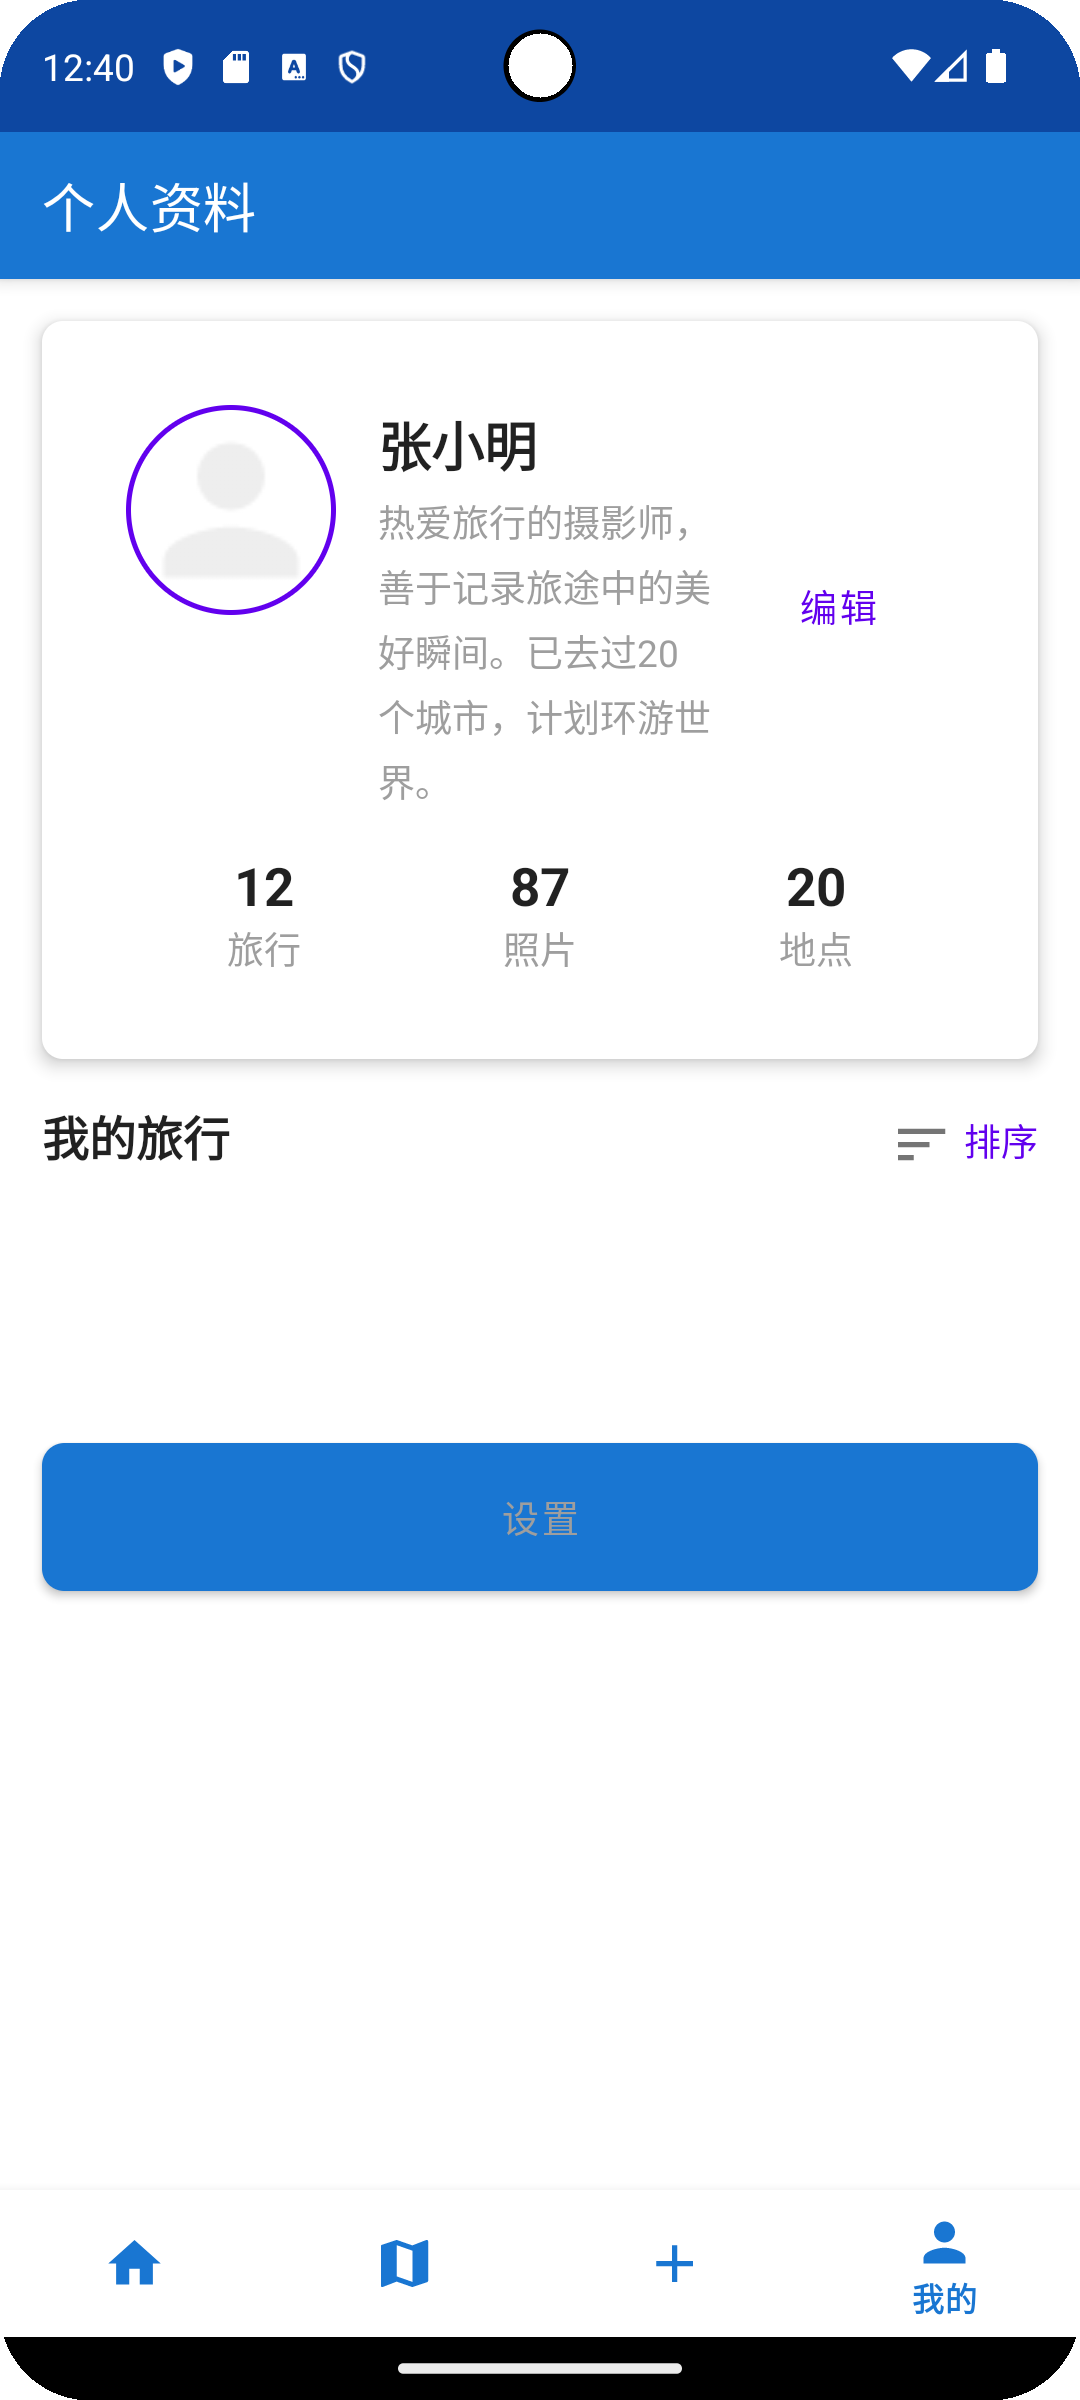 12:40
个人资料
张小明
热爱旅行的摄影师，
善于记录旅途中的美
好瞬间。已去过20
个城市，计划环游世
界。
编辑
12
旅行
87
照片
20
地点
我的旅行
排序
设置
我的